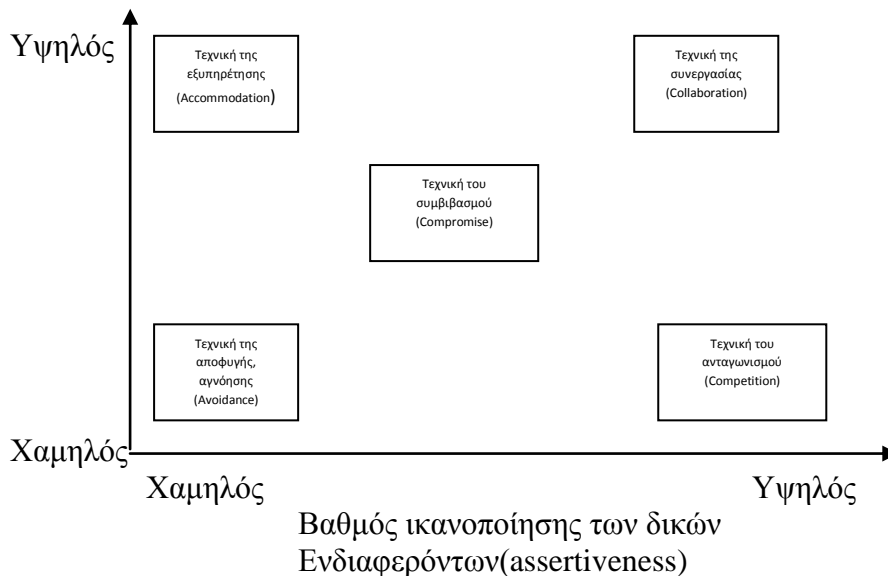 Υψηλός
Τεχνική της
εξυπηρέτησης
(Accommodation)
Τεχνική της
συνεργασίας
(Collaboration)
Τεχνική του
συμβιβασμού
(Compromise)
Τεχνική της
αποφυγής,
αγνόησης
(Avoidance)
Τεχνική του
ανταγωνισμού
(Competition)
Χαμηλός
Χαμηλός
Υψηλός
Βαθμός ικανοποίησης των δικών
Ενδιαφερόντων(assertiveness)